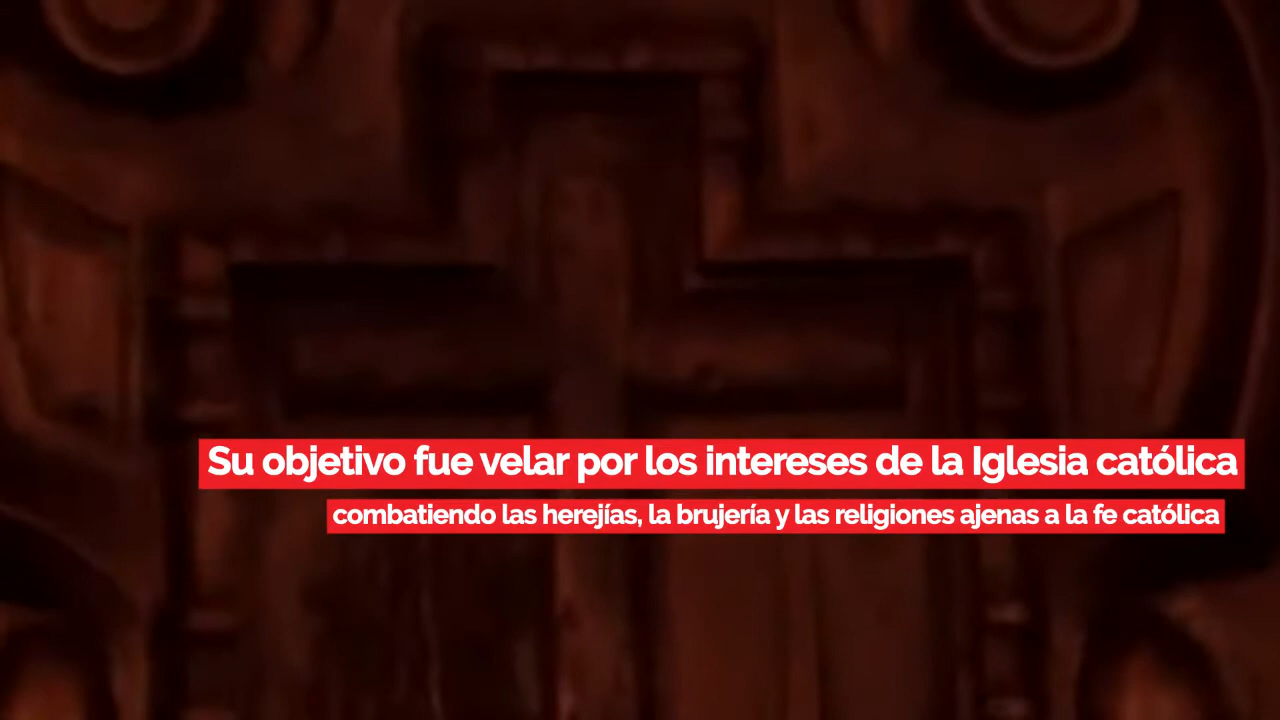 Su objetivo fue velar por los intereses de la Iglesia católica
combatiendo las herejías, la brujería y las religiones ajenas a la fe católica